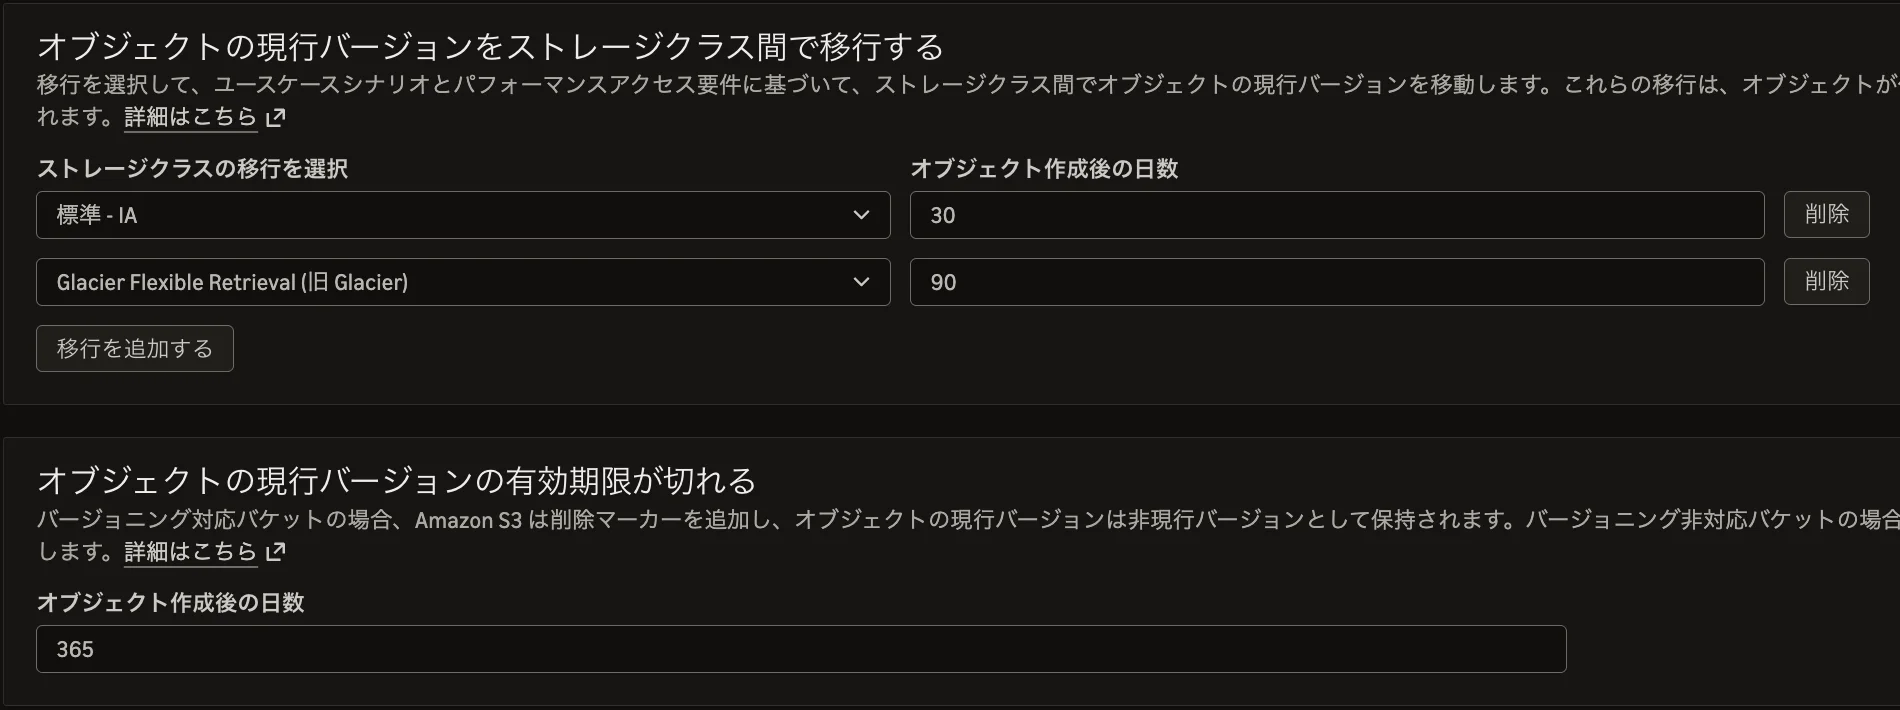 オブジェクトの現行バージョンをストレージクラス間で移行する
移行を選択して、ユースケースシナリオとパフォーマンスアクセス要件に基づいて、ストレージクラス間でオブジェクトの現行バージョンを移動します。これらの移行は、オブジェクトが
れます。詳細はこちら
ストレージクラスの移行を選択 オブジェクト作成後の日数
標準 - IA 30 削除
Glacier Flexible Retrieval (旧 Glacier) 90 削除
移行を追加する
オブジェクトの現行バージョンの有効期限が切れる
バージョニング対応バケットの場合、Amazon S3 は削除マーカーを追加し、オブジェクトの現行バージョンは非現行バージョンとして保持されます。バージョニング非対応バケットの場合
します。詳細はこちら
オブジェクト作成後の日数
365